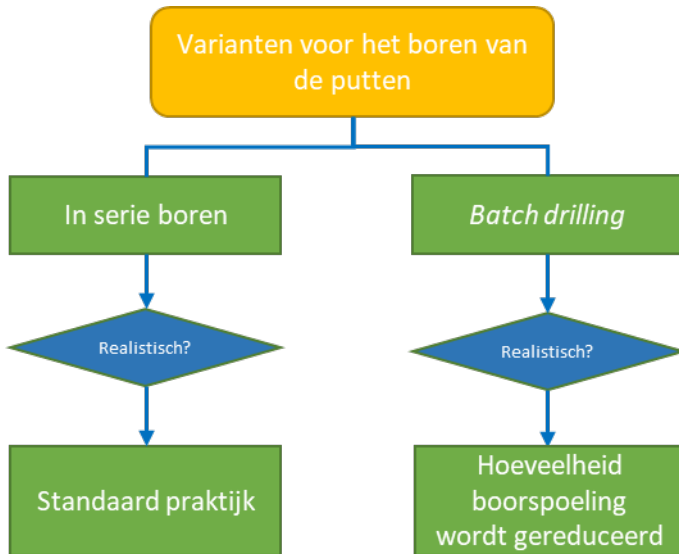 Varianten voor het boren van
de putten
In serie boren
Batch drilling
Realistisch?
Realistisch?
Standaard praktijk
Hoeveelheid
boorspoeling
wordt gereduceerd